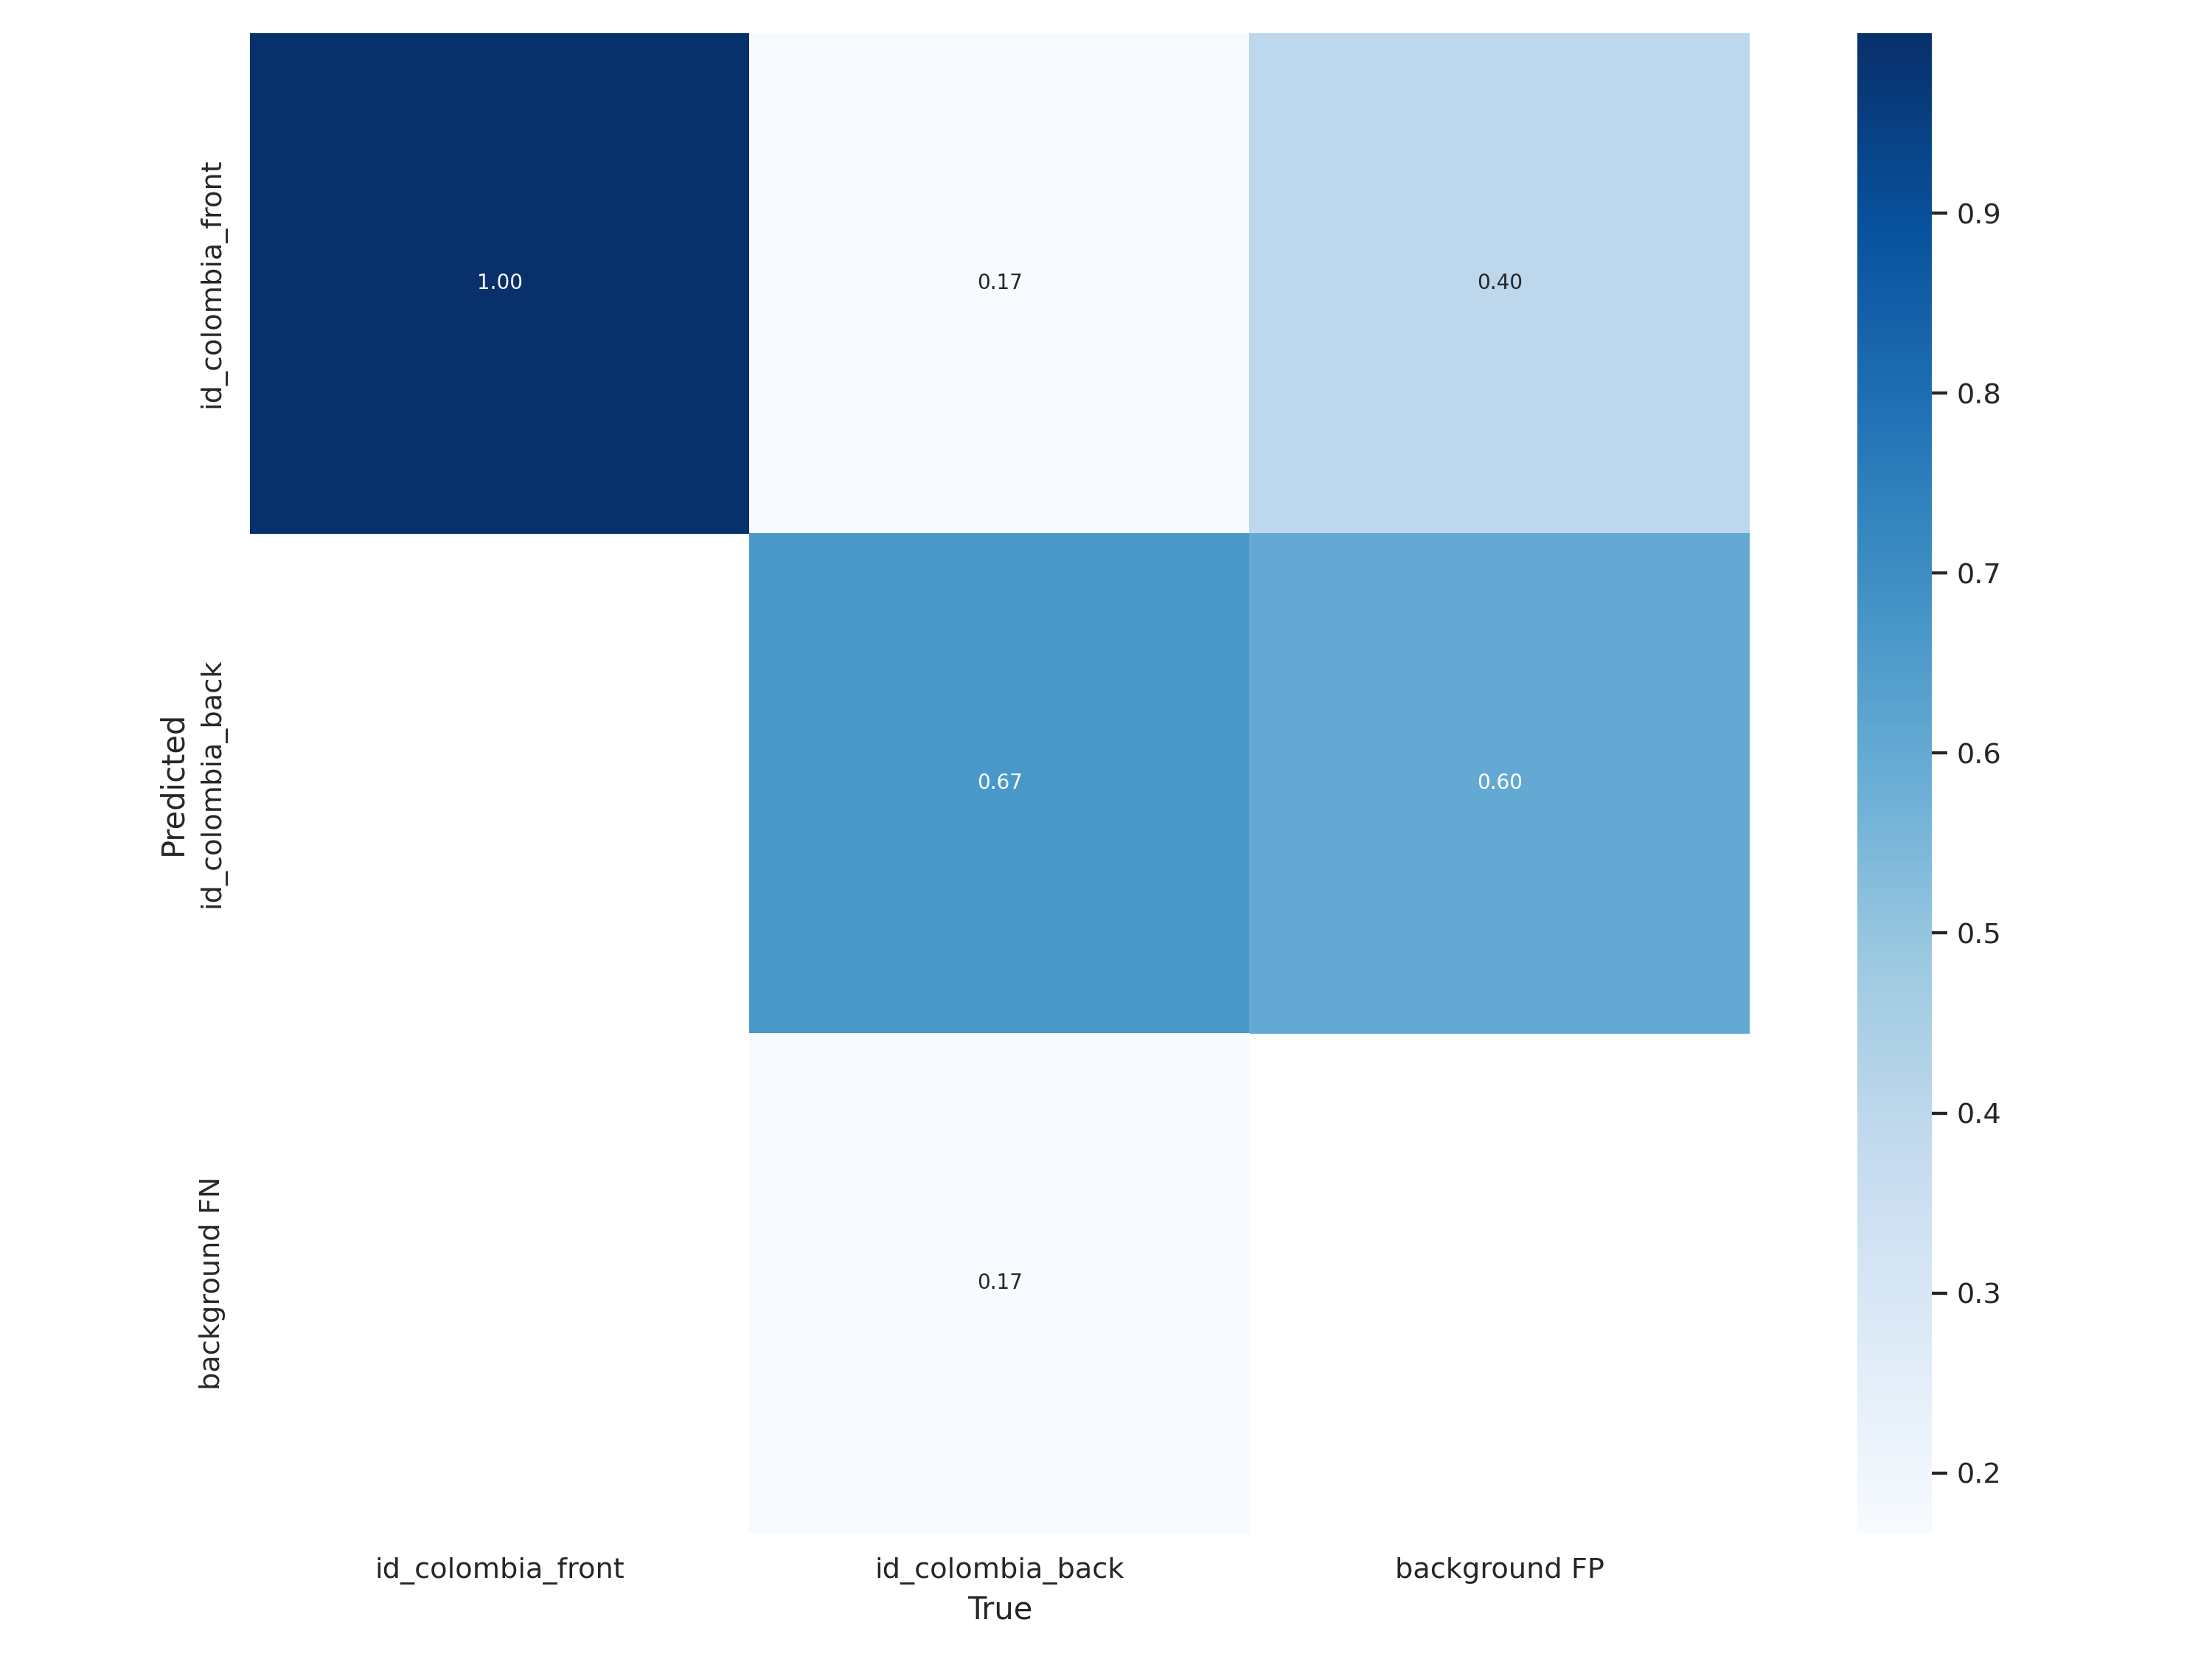 Predicted
id_colombia_front
id_colombia_back
background FN
1.00
0.17
0.40
0.67
0.60
0.17
id_colombia_front
id_colombia_back
background FP
True
0.9
0.8
0.7
0.6
0.5
0.4
0.3
0.2